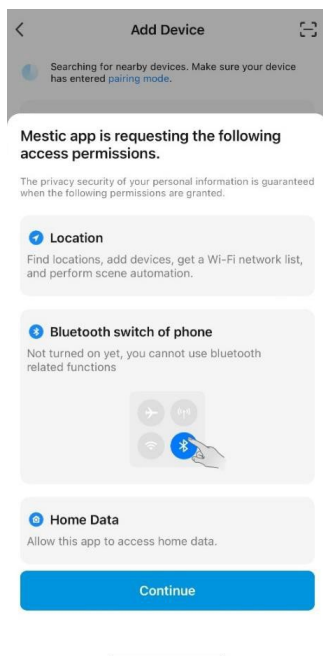 Add Device
Searching for nearby devices. Make sure your device
has entered pairing mode.
Mestic app is requesting the following
access permissions.
The privacy security of your personal information is guaranteed
when the following permissions are granted.
Location
Find locations, add devices, get a Wi-Fi network list,
and perform scene automation.
Bluetooth switch of phone
Not turned on yet, you cannot use bluetooth
related functions
Home Data
Allow this app to access home data.
Continue